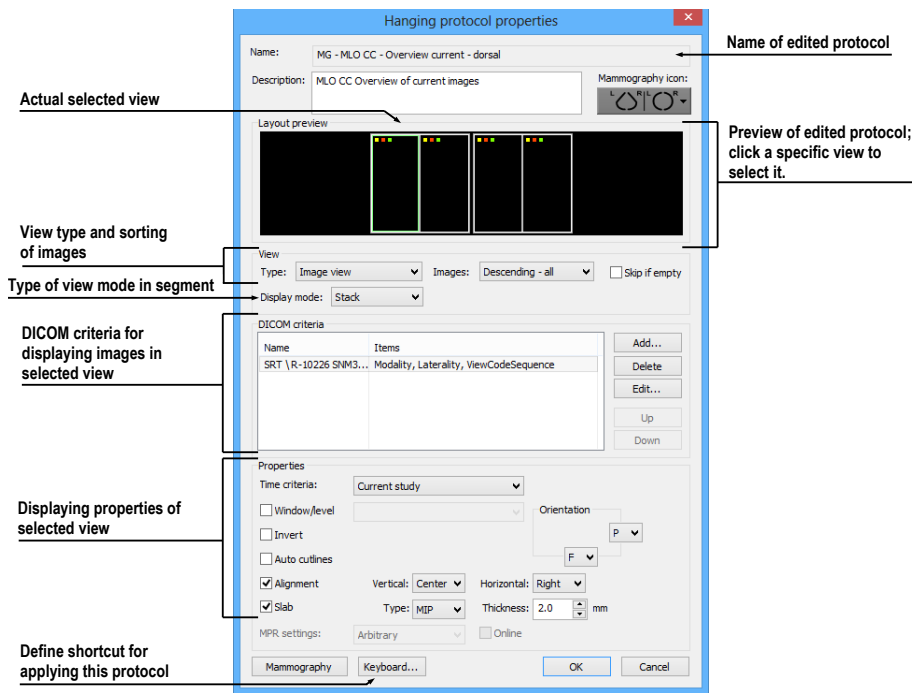 Hanging protocol properties
Name:
MG - MLO CC - Overview current - dorsal
Name of edited protocol
Description:
MLO CC Overview of current images
Mammography icon:
L R L R
Actual selected view
Layout preview
Preview of edited protocol;
click a specific view to
select it.
View type and sorting
of images
View
Type:
Image view
Images:
Descending - all
Skip if empty
Type of view mode in segment
Display mode:
Stack
DICOM criteria for
displaying images in
selected view
DICOM criteria
Name
Items
SRT \R-10226 SNM3...
Modality, Laterality, ViewCodeSequence
Add...
Delete
Edit...
Up
Down
Displaying properties of
selected view
Properties
Time criteria:
Current study
Window/level
Orientation
P
F
Invert
Auto cutlines
Alignment
Vertical:
Center
Horizontal:
Right
Slab
Type:
MIP
Thickness:
2.0
mm
MPR settings:
Arbitrary
Online
Define shortcut for
applying this protocol
Mammography
Keyboard...
OK
Cancel